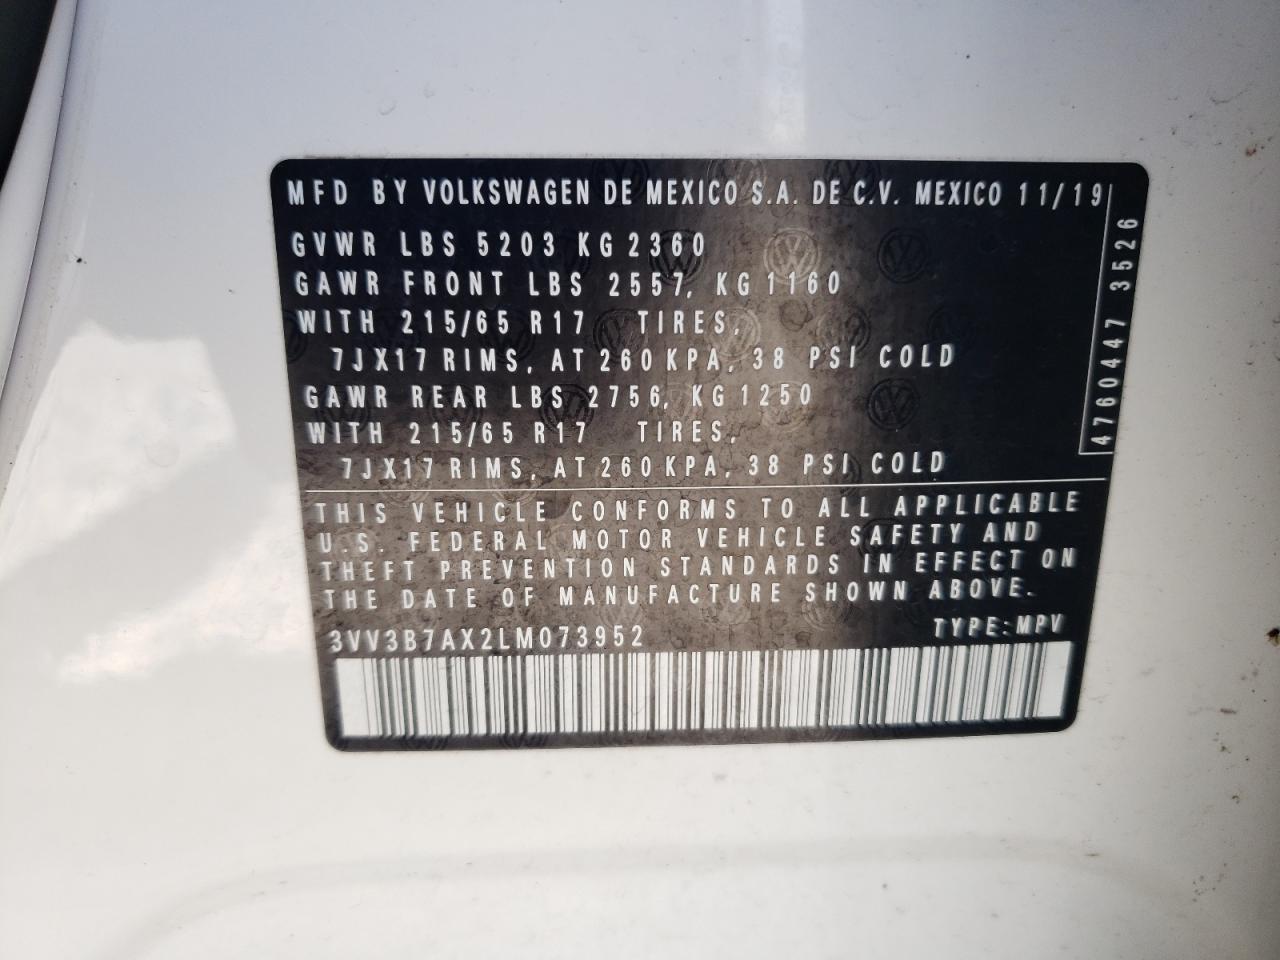 MFD BY VOLKSWAGEN DE MEXICO S.A. DE C.V. MEXICO 11/19
GVWR LBS 5203 KG 2360
GAWR FRONT LBS 2557, KG 1160
WITH 215/65 R17 TIRES,
7JX17 RIMS, AT 260 KPA, 38 PSI COLD
GAWR REAR LBS 2756, KG 1250
WITH 215/65 R17 TIRES,
7JX17 RIMS, AT 260 KPA, 38 PSI COLD
4760447 3526
THIS VEHICLE CONFORMS TO ALL APPLICABLE
U.S. FEDERAL MOTOR VEHICLE SAFETY AND
THEFT PREVENTION STANDARDS IN EFFECT ON
THE DATE OF MANUFACTURE SHOWN ABOVE.
3VV3B7AX2LM073952 TYPE:MPV